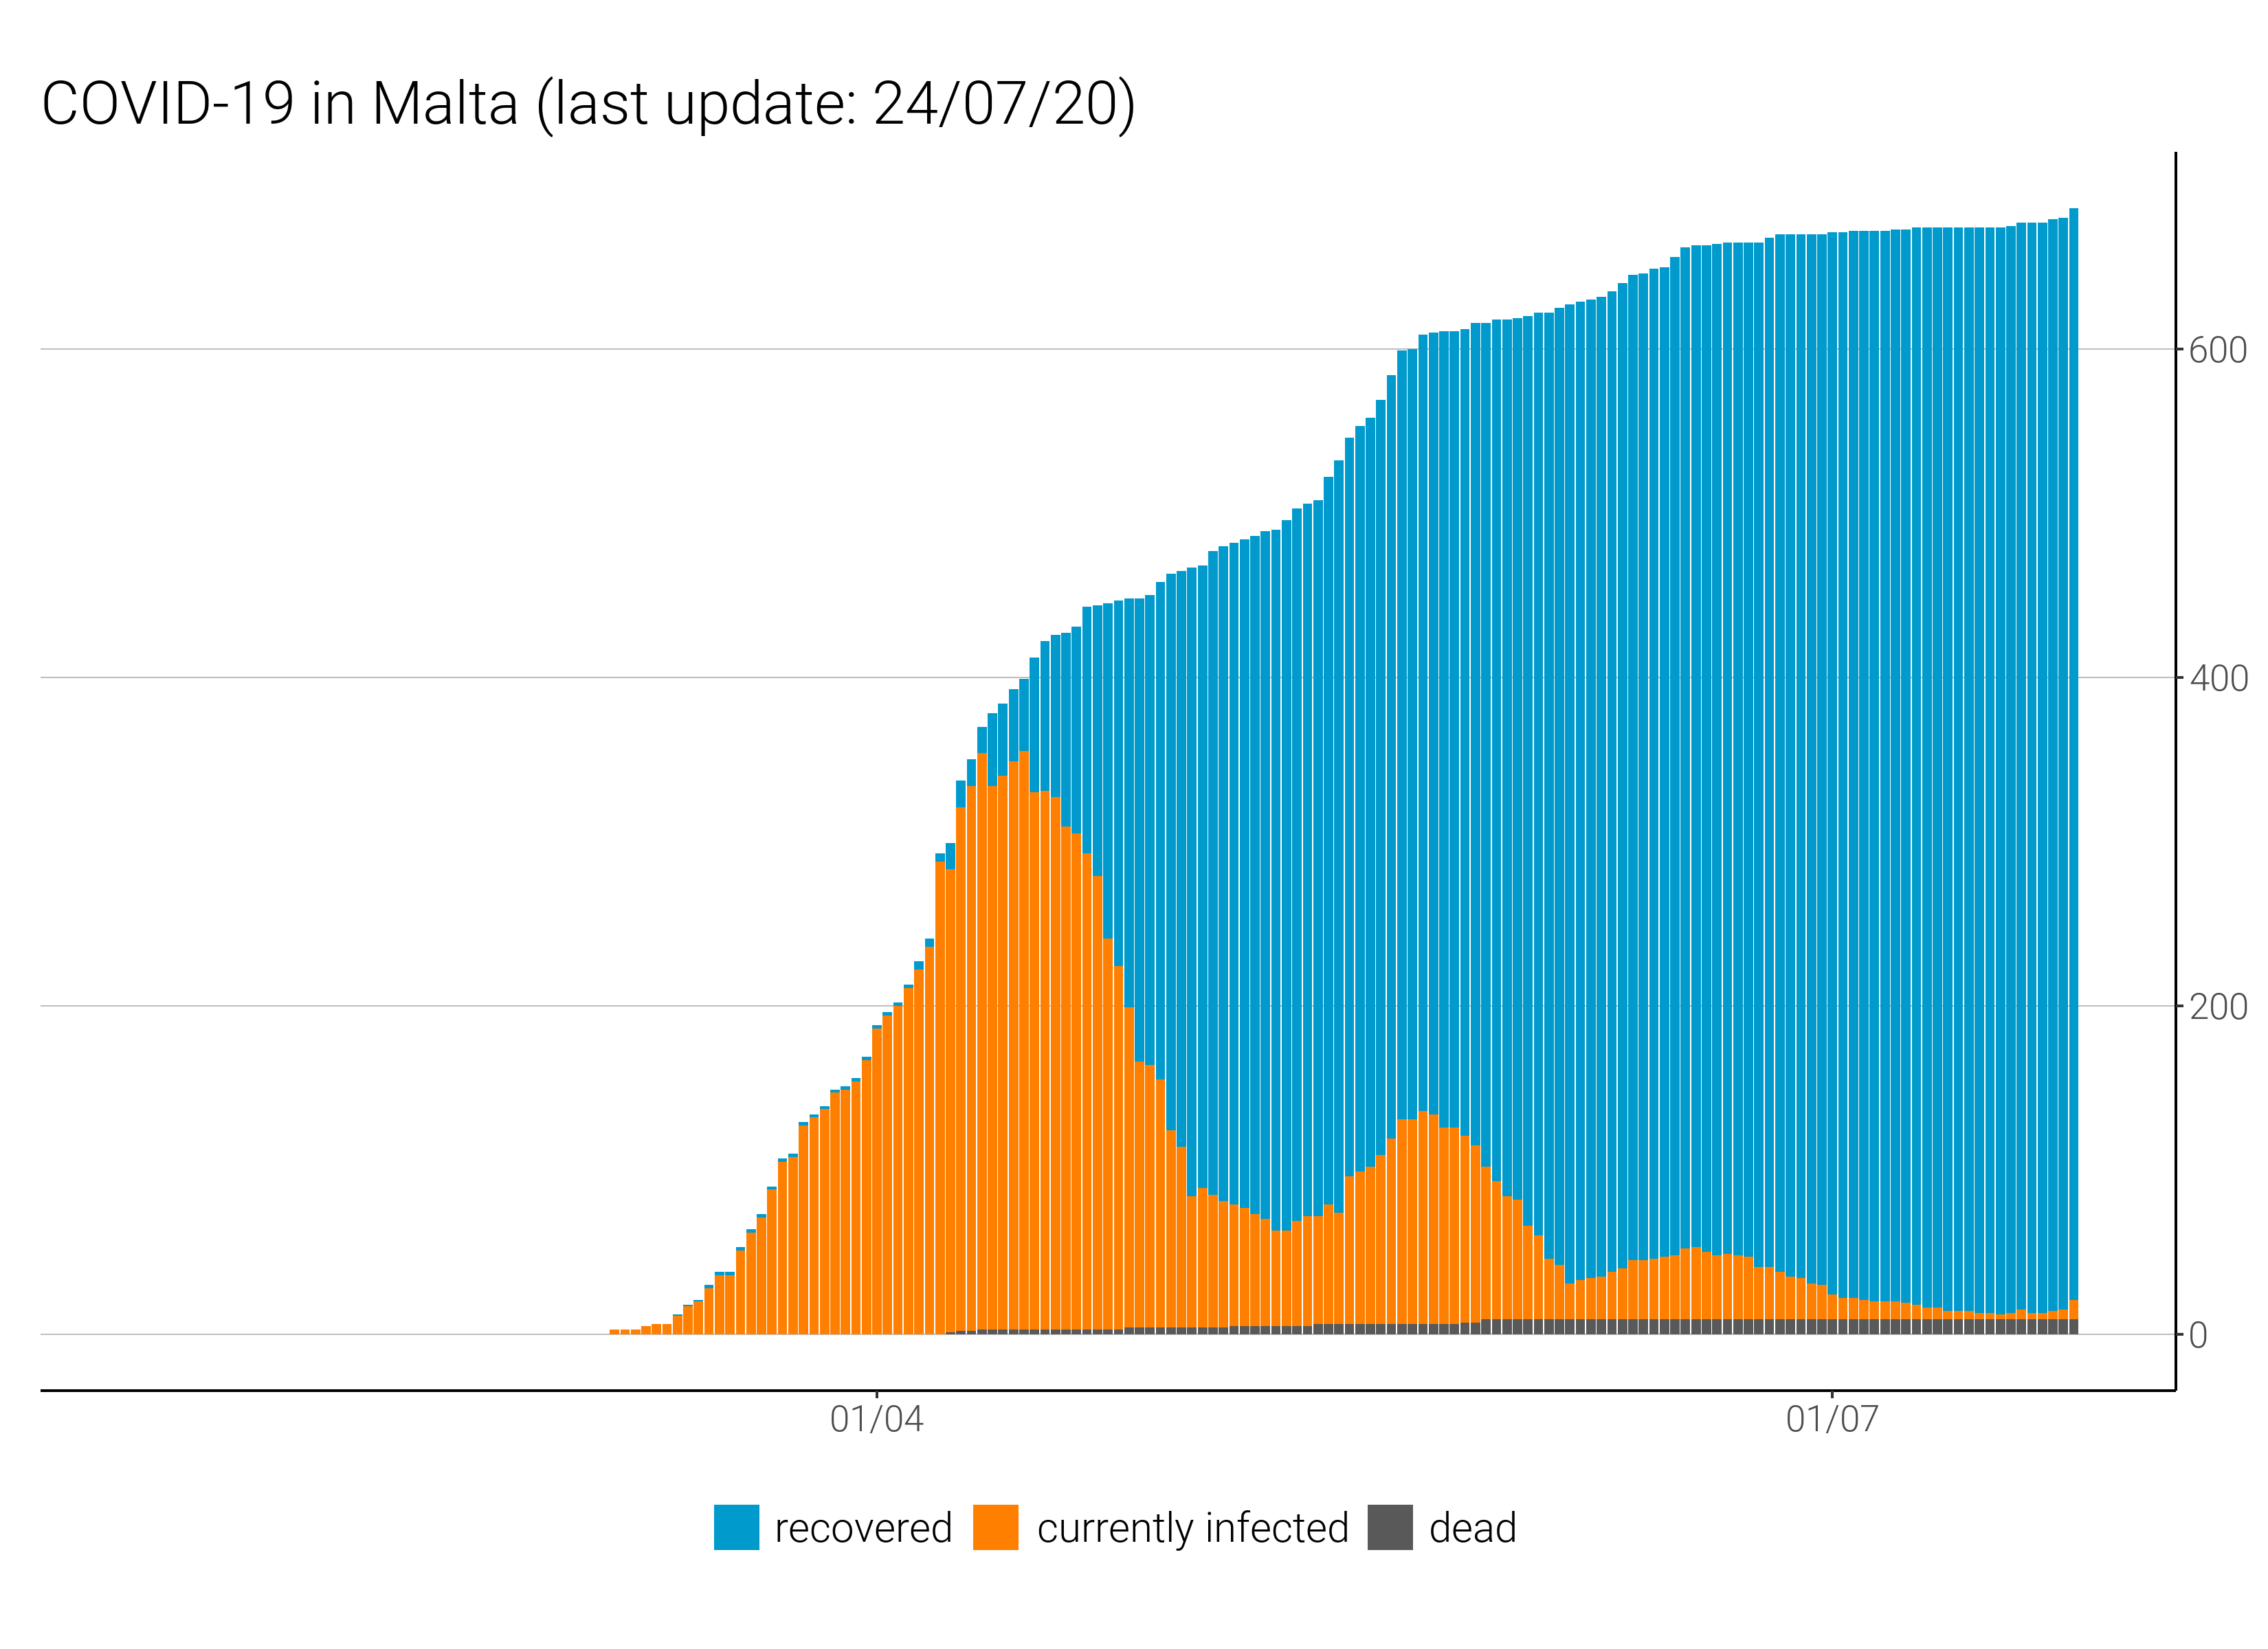 COVID-19 in Malta (last update: 24/07/20)
600
400
200
0
01/04 01/07
recovered currently infected dead